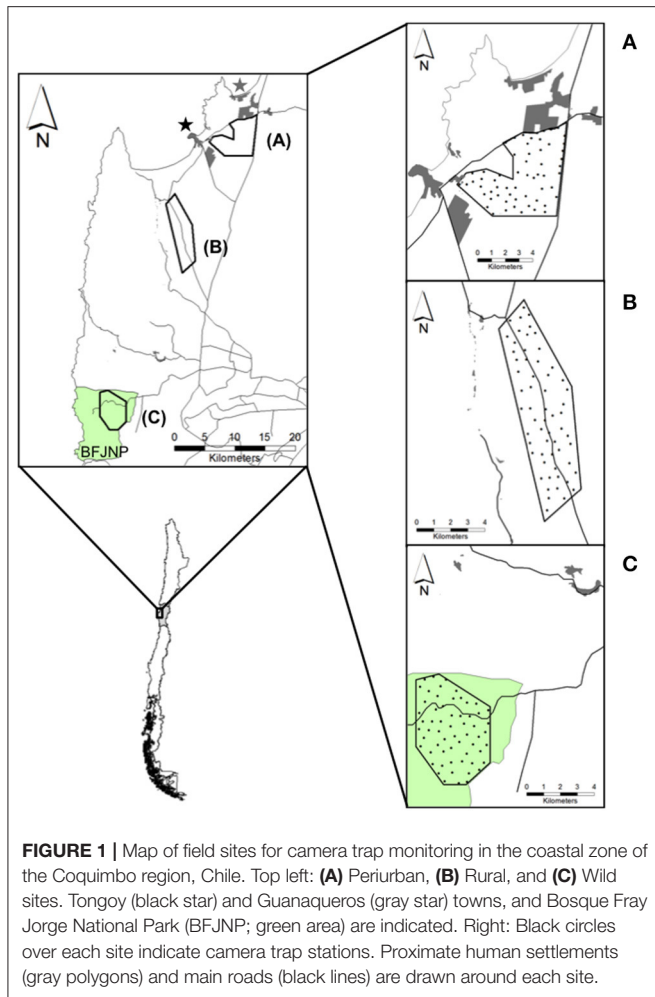 N
(A)
(B)
(C)
BFJNP
0 5 10 15 20
Kilometers
A
N
0 1 2 3 4
Kilometers
B
N
0 1 2 3 4
Kilometers
C
N
0 1 2 3 4
Kilometers
FIGURE 1 | Map of field sites for camera trap monitoring in the coastal zone of
the Coquimbo region, Chile. Top left: (A) Periurban, (B) Rural, and (C) Wild
sites. Tongoy (black star) and Guanaqueros (gray star) towns, and Bosque Fray
Jorge National Park (BFJNP; green area) are indicated. Right: Black circles
over each site indicate camera trap stations. Proximate human settlements
(gray polygons) and main roads (black lines) are drawn around each site.